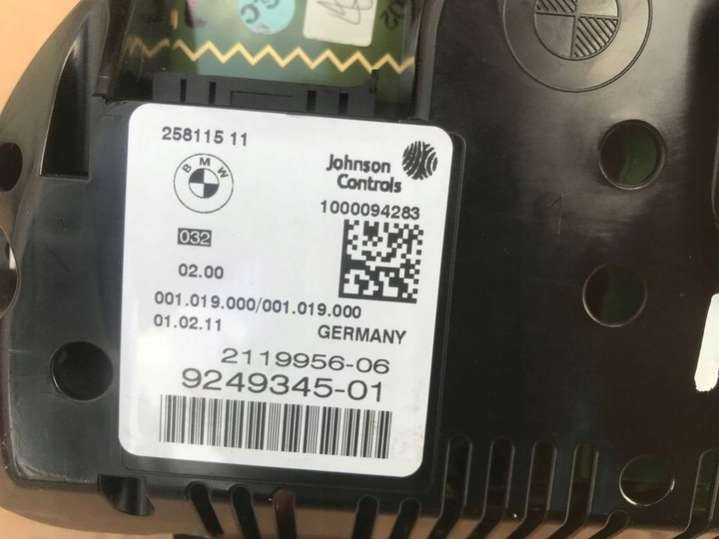 258115 11
BMW
Johnson
Controls
1000094283
032
02.00
001.019.000/001.019.000
01.02.11
GERMANY
2119956-06
9249345-01